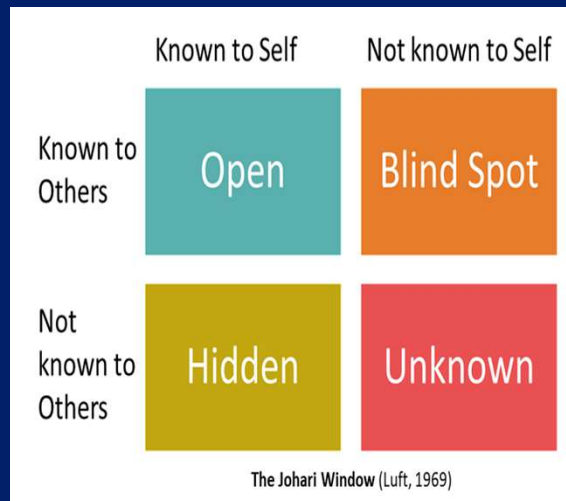 Known to Self Not known to Self
Known to
Others
Open Blind Spot
Not
known to
Others
Hidden Unknown
The Johari Window (Luft, 1969)